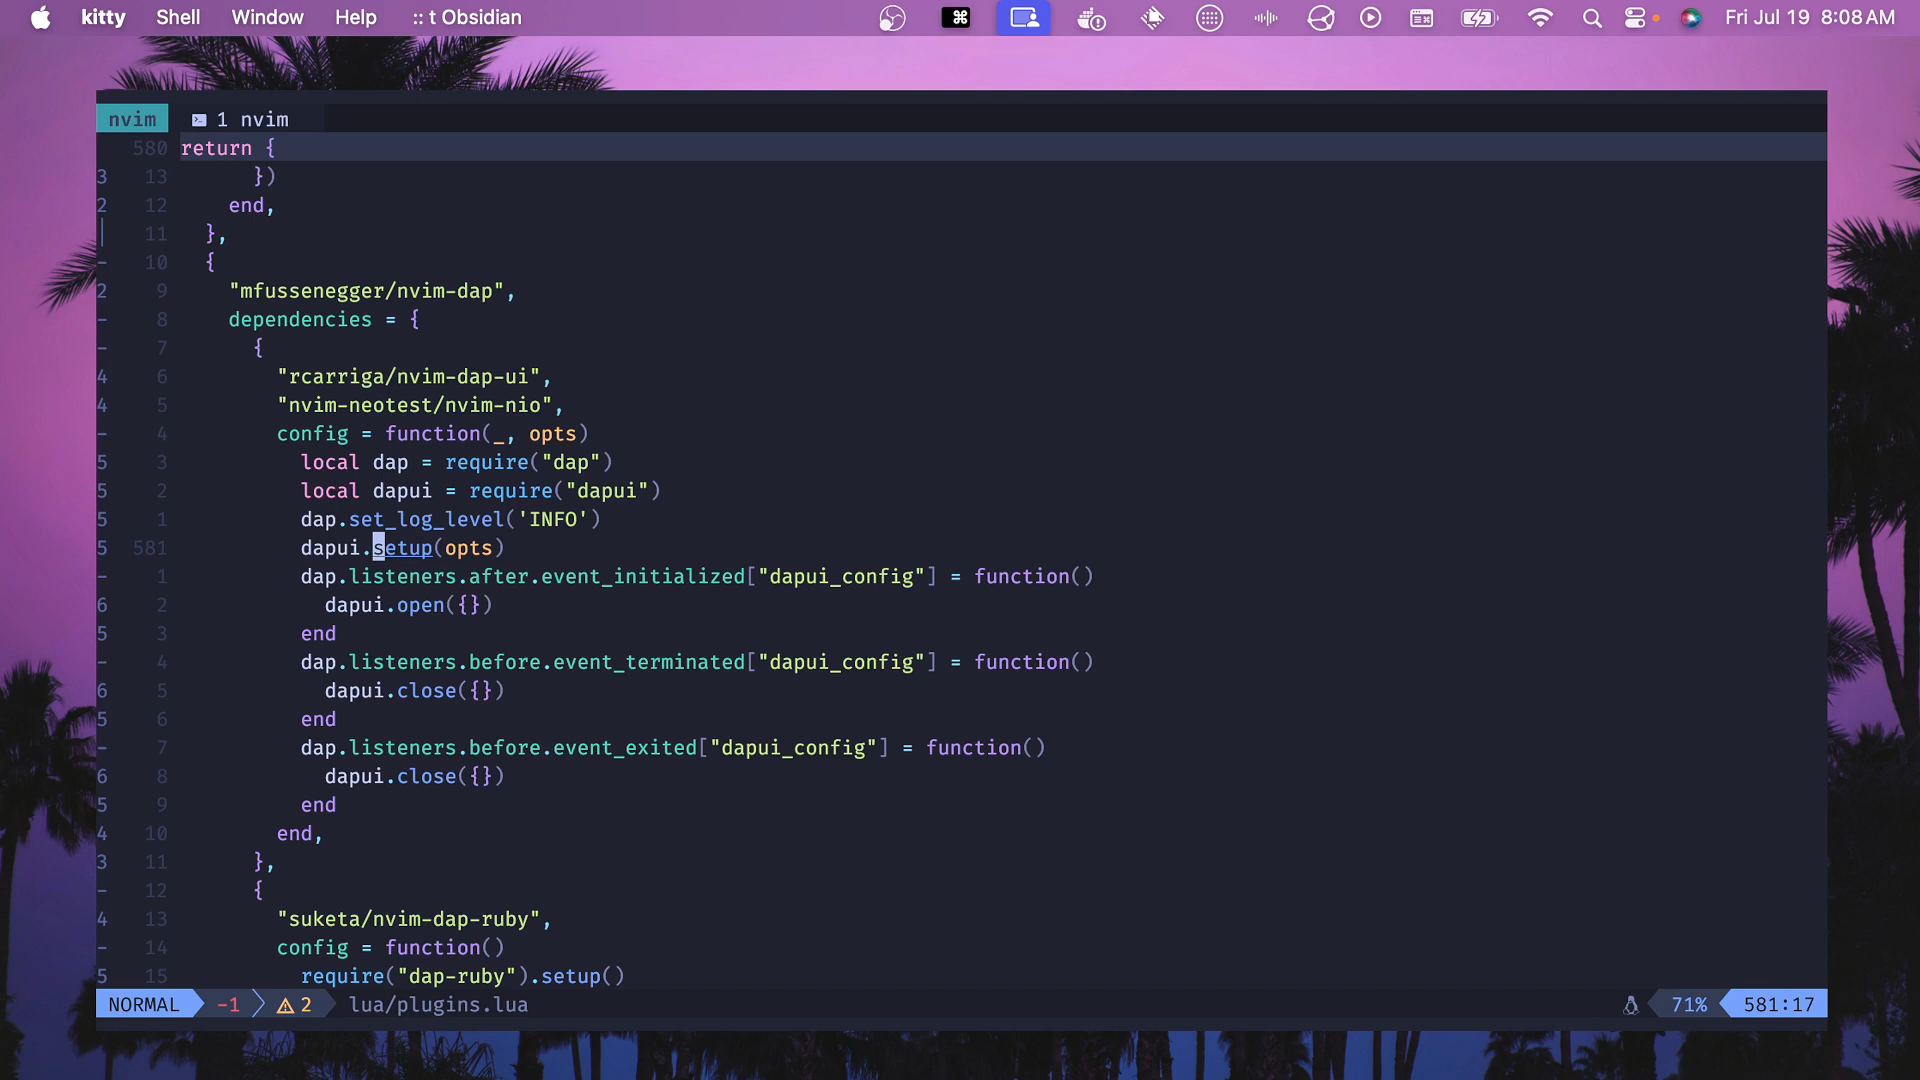 kitty Shell Window Help :: t Obsidian Fri Jul 19 8:08 AM
nvim 1 nvim
580 return {
3 13 })
2 12 end,
│ 11 },
- 10 {
2 9 "mfussenegger/nvim-dap",
- 8 dependencies = {
- 7 {
4 6 "rcarriga/nvim-dap-ui",
4 5 "nvim-neotest/nvim-nio",
- 4 config = function(_, opts)
5 3 local dap = require("dap")
5 2 local dapui = require("dapui")
5 1 dap.set_log_level('INFO')
5 581 dapui.setup(opts)
- 1 dap.listeners.after.event_initialized["dapui_config"] = function()
6 2 dapui.open({})
5 3 end
- 4 dap.listeners.before.event_terminated["dapui_config"] = function()
6 5 dapui.close({})
5 6 end
- 7 dap.listeners.before.event_exited["dapui_config"] = function()
6 8 dapui.close({})
5 9 end
4 10 end,
3 11 },
- 12 {
4 13 "suketa/nvim-dap-ruby",
- 14 config = function()
5 15 require("dap-ruby").setup()
NORMAL -1 2 lua/plugins.lua 71% 581:17